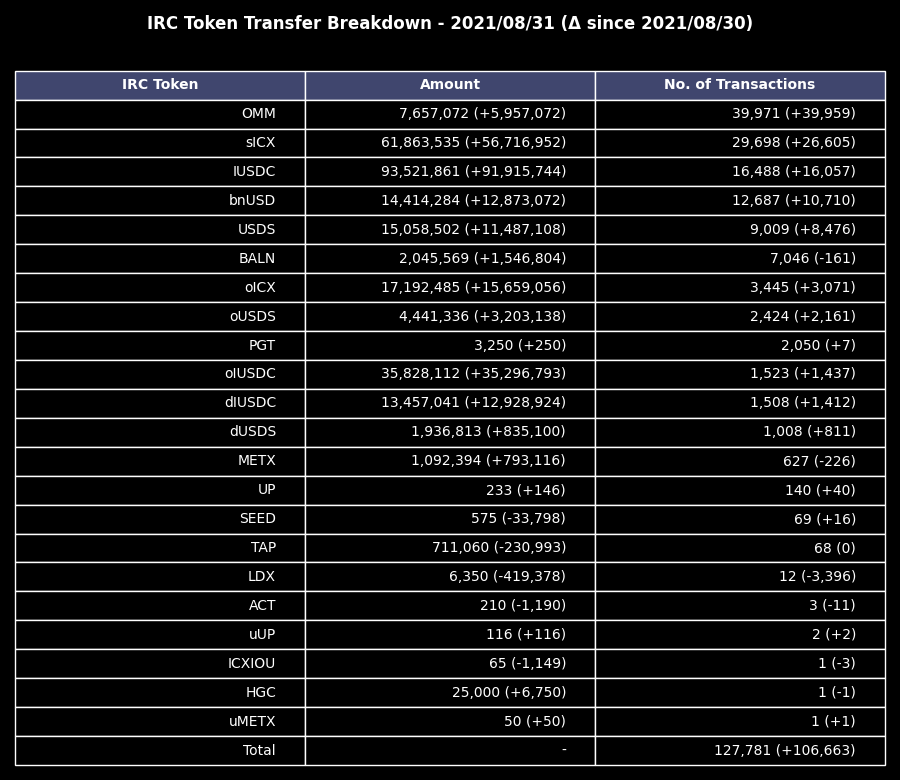 IRC Token Transfer Breakdown - 2021/08/31 (Δ since 2021/08/30)
IRC Token Amount No. of Transactions
OMM 7,657,072 (+5,957,072) 39,971 (+39,959)
sICX 61,863,535 (+56,716,952) 29,698 (+26,605)
IUSDC 93,521,861 (+91,915,744) 16,488 (+16,057)
bnUSD 14,414,284 (+12,873,072) 12,687 (+10,710)
USDS 15,058,502 (+11,487,108) 9,009 (+8,476)
BALN 2,045,569 (+1,546,804) 7,046 (-161)
oICX 17,192,485 (+15,659,056) 3,445 (+3,071)
oUSDS 4,441,336 (+3,203,138) 2,424 (+2,161)
PGT 3,250 (+250) 2,050 (+7)
oIUSDC 35,828,112 (+35,296,793) 1,523 (+1,437)
dIUSDC 13,457,041 (+12,928,924) 1,508 (+1,412)
dUSDS 1,936,813 (+835,100) 1,008 (+811)
METX 1,092,394 (+793,116) 627 (-226)
UP 233 (+146) 140 (+40)
SEED 575 (-33,798) 69 (+16)
TAP 711,060 (-230,993) 68 (0)
LDX 6,350 (-419,378) 12 (-3,396)
ACT 210 (-1,190) 3 (-11)
uUP 116 (+116) 2 (+2)
ICXIOU 65 (-1,149) 1 (-3)
HGC 25,000 (+6,750) 1 (-1)
uMETX 50 (+50) 1 (+1)
Total - 127,781 (+106,663)